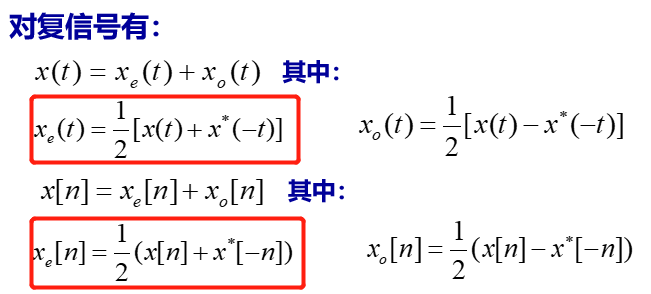 对复信号有：
x(t) = x_e(t) + x_o(t) 其中：
x_e(t) = \frac{1}{2}[x(t) + x^*(-t)] x_o(t) = \frac{1}{2}[x(t) - x^*(-t)]
x[n] = x_e[n] + x_o[n] 其中：
x_e[n] = \frac{1}{2}(x[n] + x^*[-n]) x_o[n] = \frac{1}{2}(x[n] - x^*[-n])